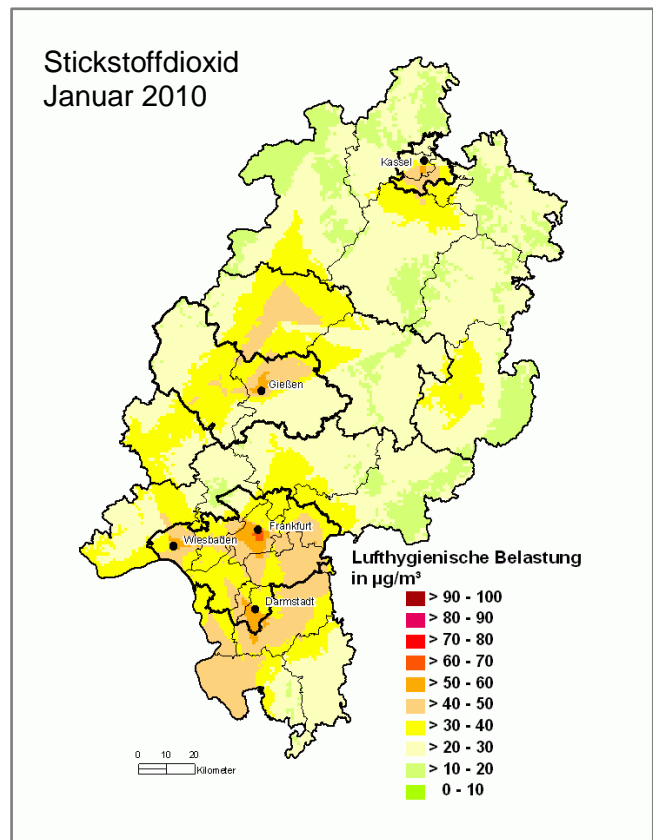 Stickstoffdioxid
Januar 2010
Kassel
Gießen
Frankfurt
Wiesbaden
Darmstadt
Lufthygienische Belastung
in µg/m³
> 90 - 100
> 80 - 90
> 70 - 80
> 60 - 70
> 50 - 60
> 40 - 50
> 30 - 40
> 20 - 30
> 10 - 20
0 - 10
0 10 20
Kilometer